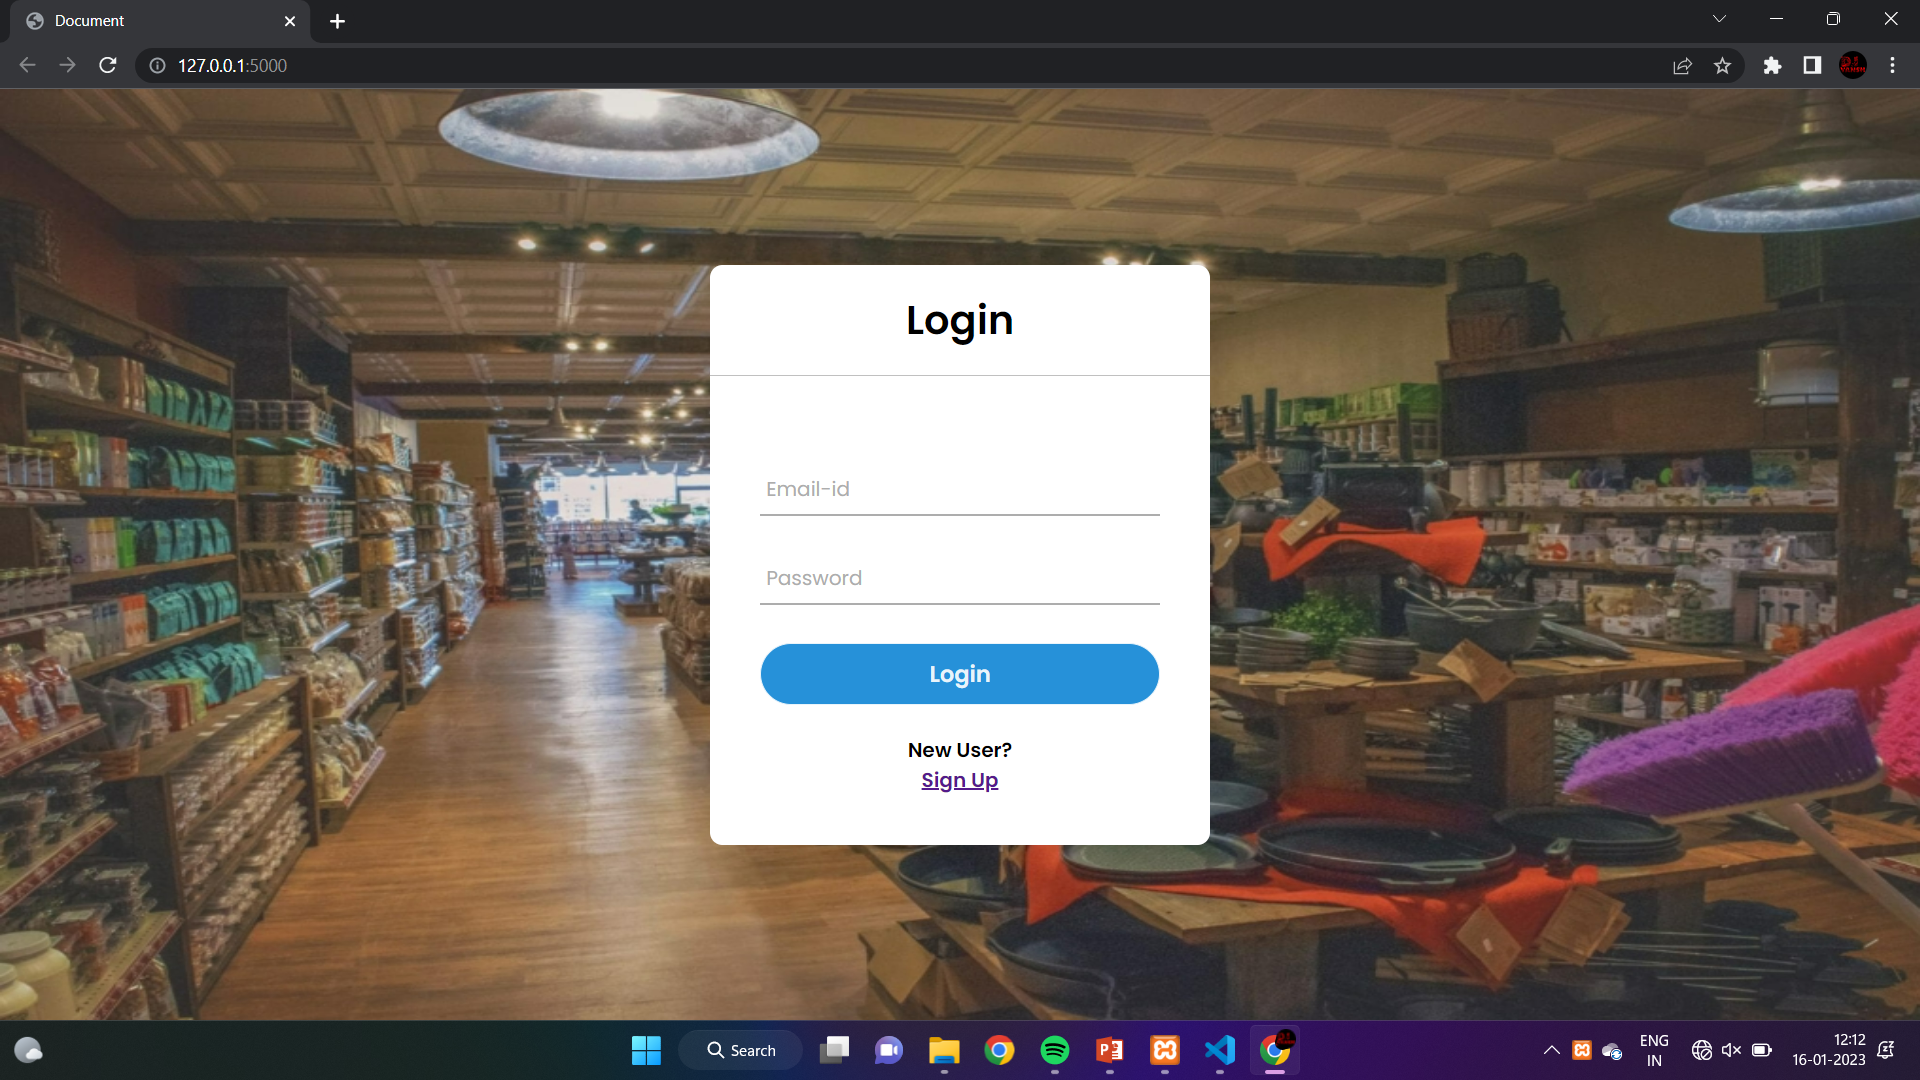 Document
127.0.0.1:5000
Login
Email-id
Password
Login
New User?
Sign Up
Search
ENG
IN
12:12
16-01-2023